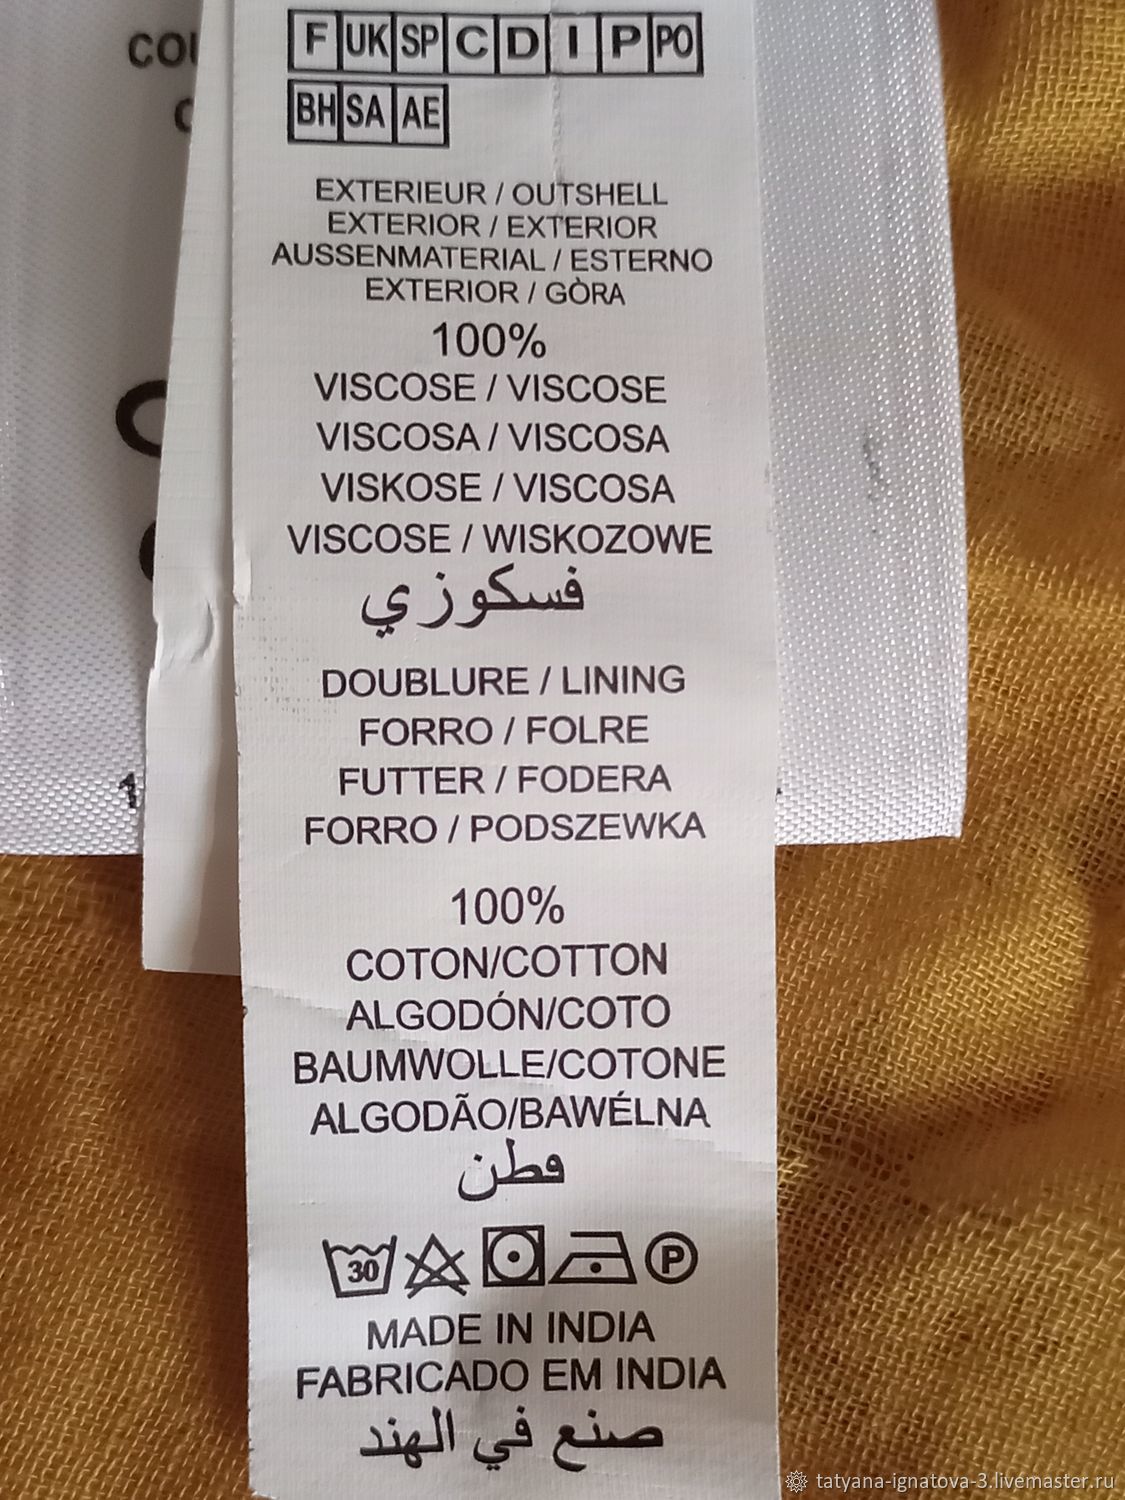 F UK SP C D I P PO
BH SA AE
EXTERIEUR / OUTSHELL
EXTERIOR / EXTERIOR
AUSSENMATERIAL / ESTERNO
EXTERIOR / GÒRA
100%
VISCOSE / VISCOSE
VISCOSA / VISCOSA
VISKOSE / VISCOSA
VISCOSE / WISKOZOWE
فسكوزي
DOUBLURE / LINING
FORRO / FOLRE
FUTTER / FODERA
FORRO / PODSZEWKA
100%
COTON/COTTON
ALGODÓN/COTO
BAUMWOLLE/COTONE
ALGODÃO/BAWÉLNA
قطن
30 P
MADE IN INDIA
FABRICADO EM INDIA
صنع في الهند
tatyana-ignatova-3.livemaster.ru